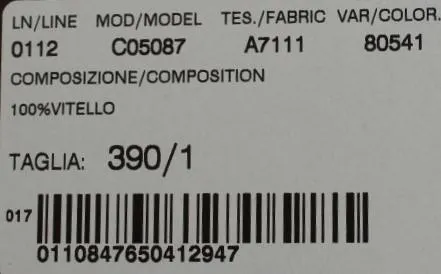 LN/LINE MOD/MODEL TES./FABRIC VAR/COLOR.
0112 C05087 A7111 80541
COMPOSIZIONE/COMPOSITION
100%VITELLO
TAGLIA: 390/1
017
0110847650412947